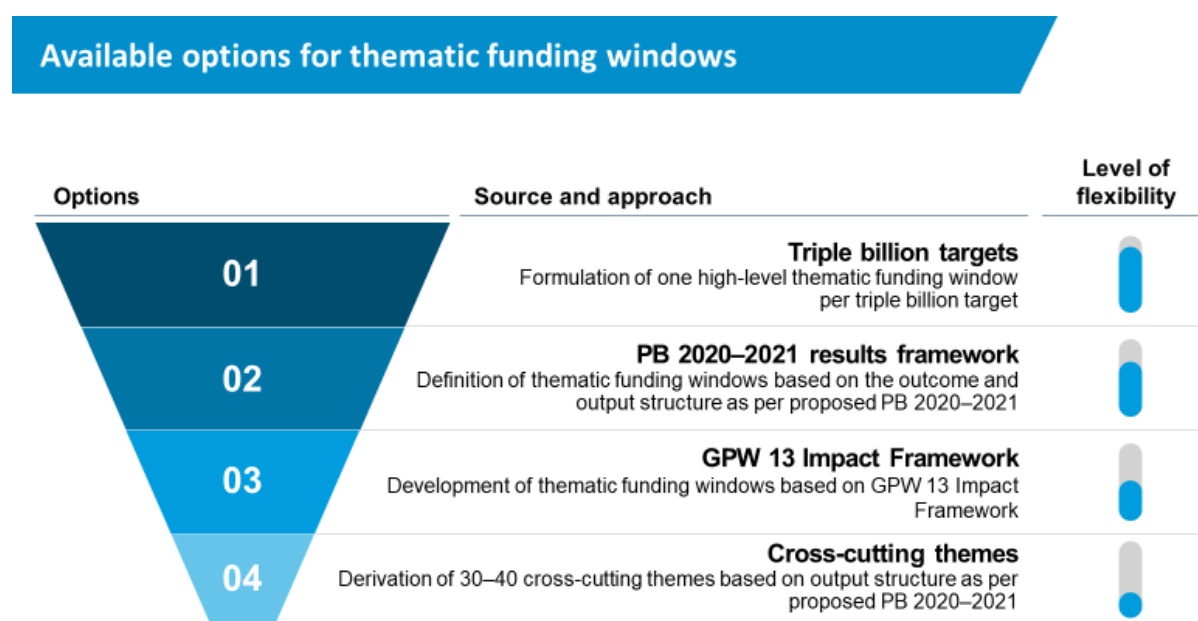 Available options for thematic funding windows
Options
Source and approach
Level of
flexibility
01
Triple billion targets
Formulation of one high-level thematic funding window
per triple billion target
02
PB 2020–2021 results framework
Definition of thematic funding windows based on the outcome and
output structure as per proposed PB 2020–2021
03
GPW 13 Impact Framework
Development of thematic funding windows based on GPW 13 Impact
Framework
04
Cross-cutting themes
Derivation of 30–40 cross-cutting themes based on output structure as per
proposed PB 2020–2021